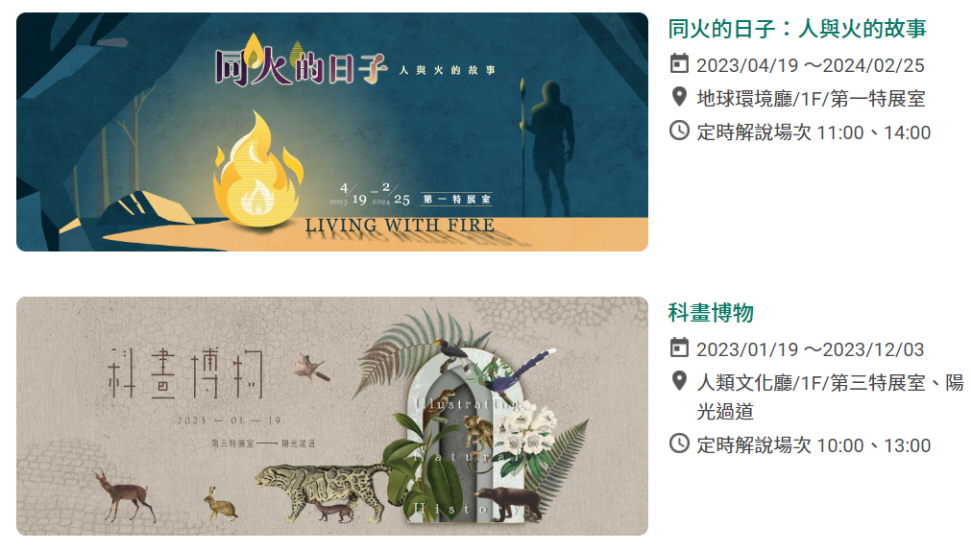 同火的日子 人與火的故事
4/19 2023 – 2/25 2024 第一特展室
LIVING WITH FIRE
同火的日子：人與火的故事
2023/04/19 ～2024/02/25
地球環境廳/1F/第一特展室
定時解說場次 11:00、14:00
科畫博物
2023 — 01 — 19
第三特展室 —— 陽光過道
Illustrating
Natural
History
科畫博物
2023/01/19 ～2023/12/03
人類文化廳/1F/第三特展室、陽
光過道
定時解說場次 10:00、13:00